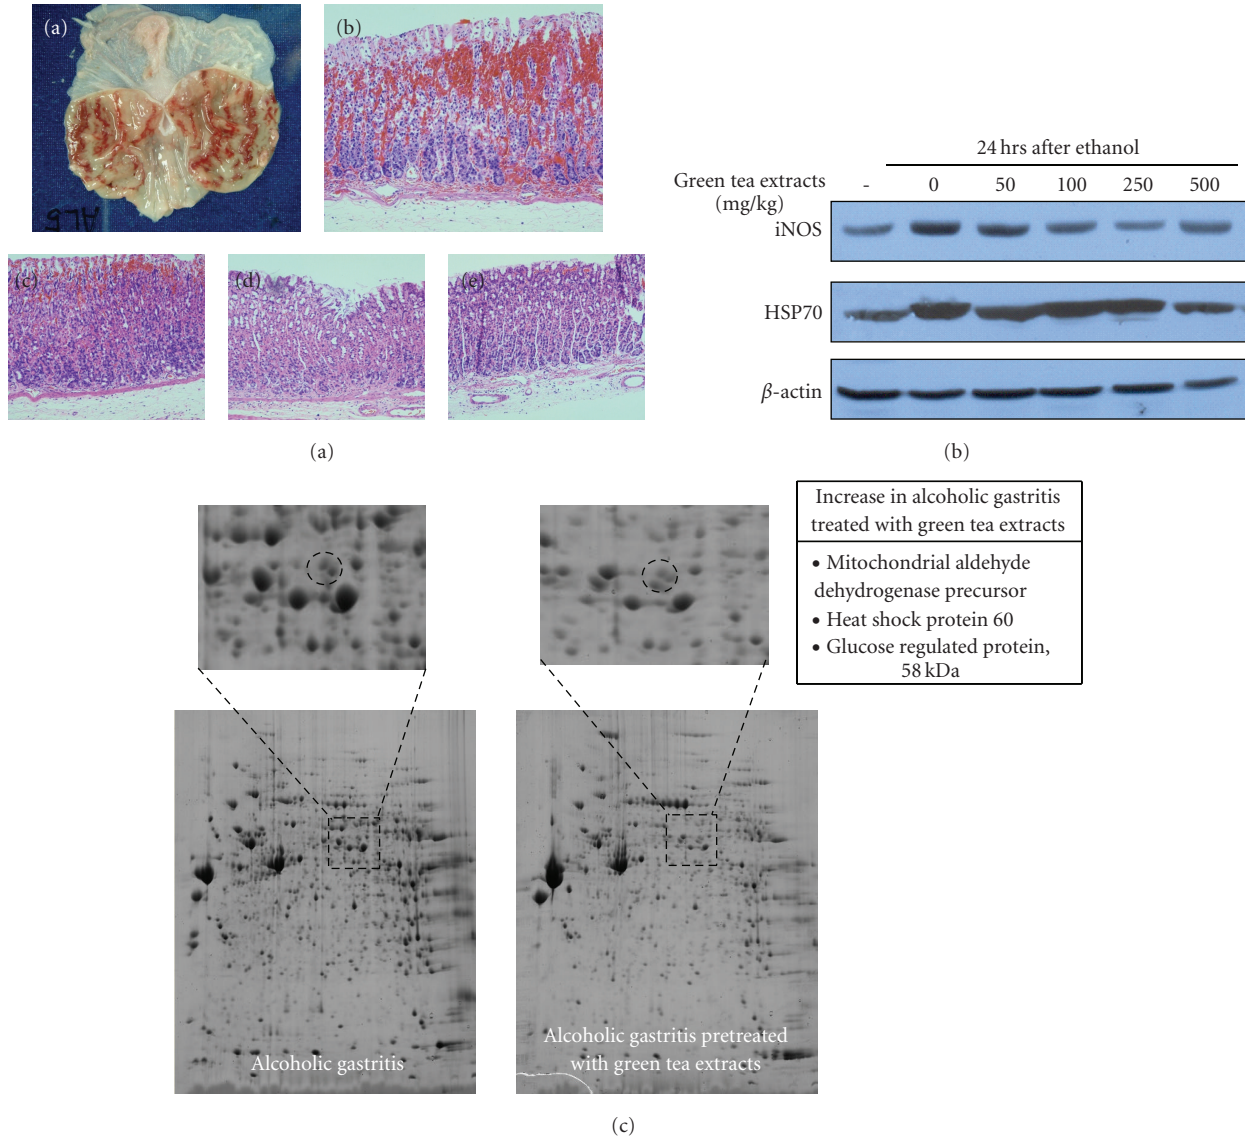 (a)
(b)
(c)
(d)
(e)
(a)
24 hrs after ethanol
Green tea extracts
(mg/kg)
- 0 50 100 250 500
iNOS
HSP70
β-actin
(b)
Increase in alcoholic gastritis
treated with green tea extracts
• Mitochondrial aldehyde
dehydrogenase precursor
• Heat shock protein 60
• Glucose regulated protein,
58 kDa
Alcoholic gastritis
Alcoholic gastritis pretreated
with green tea extracts
(c)